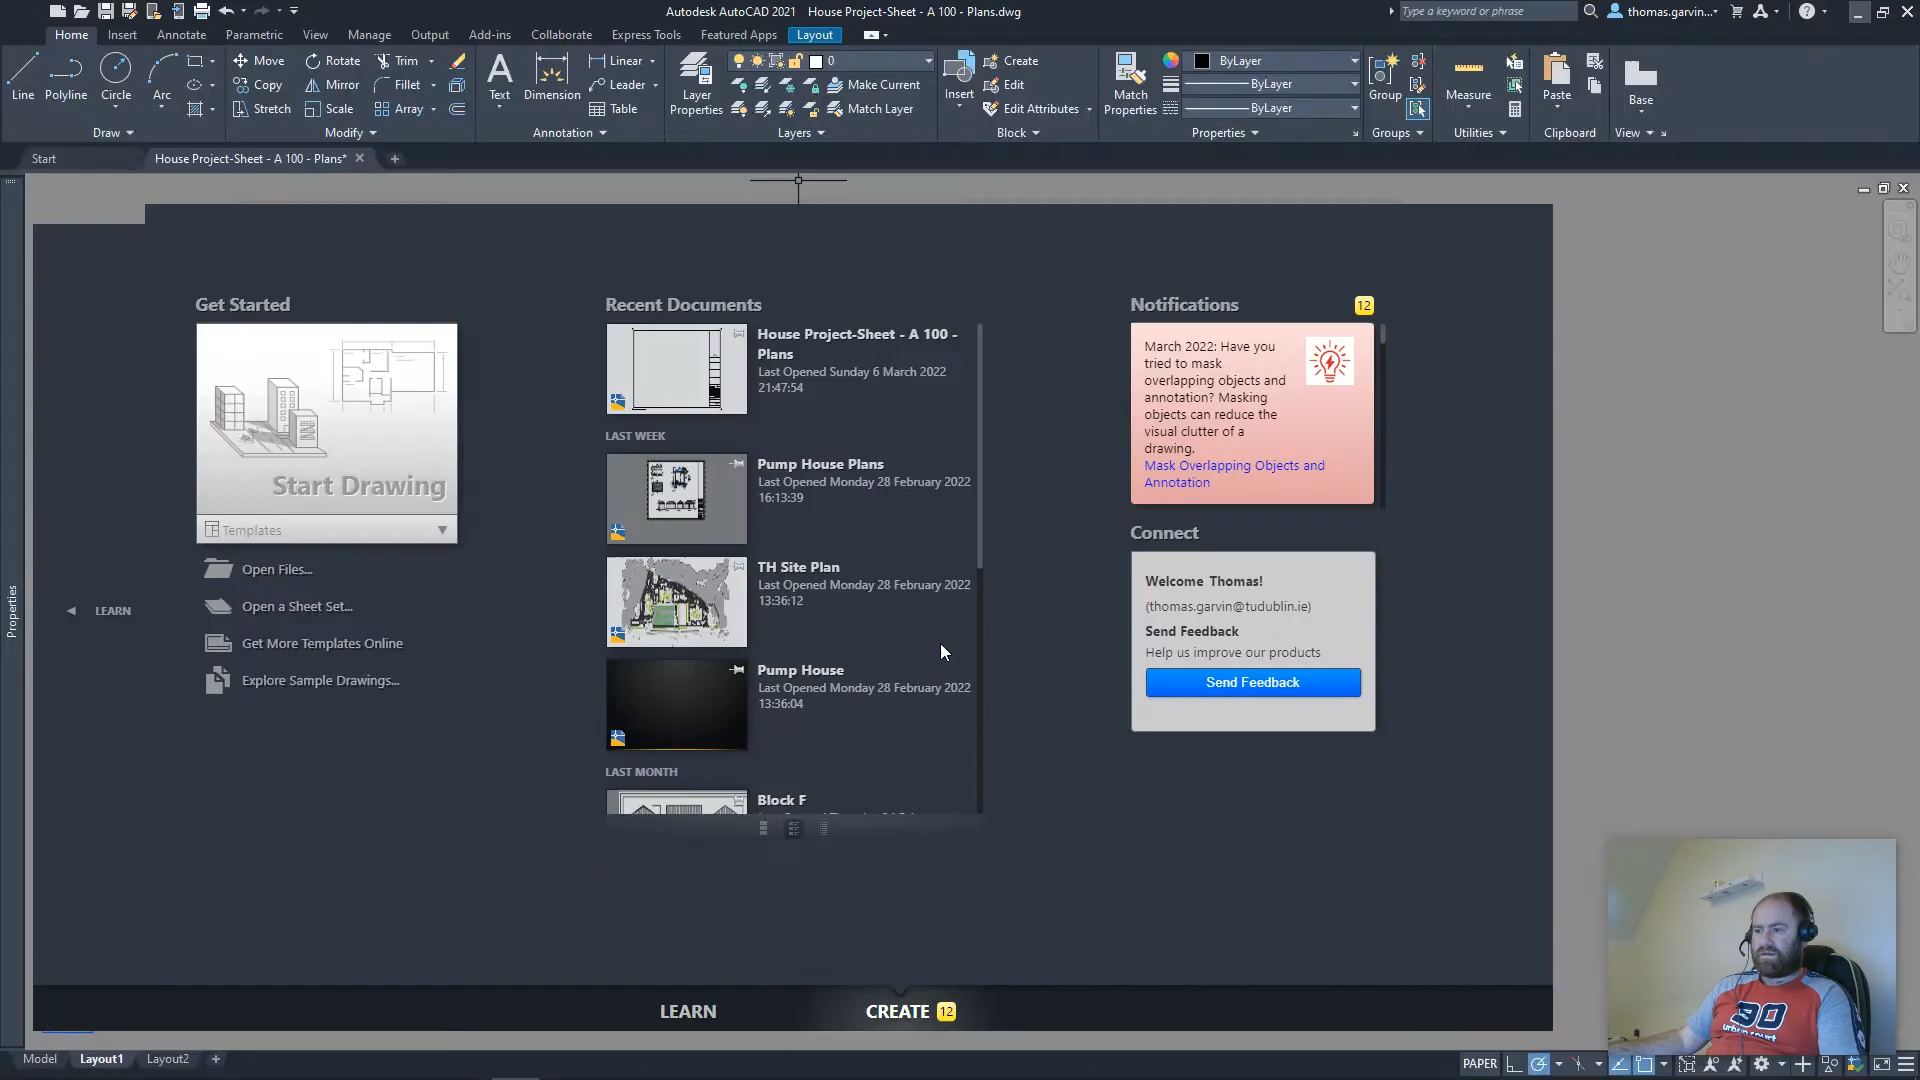 Autodesk AutoCAD 2021 House Project-Sheet - A 100 - Plans.dwg
Type a keyword or phrase
thomas.garvin...
Home Insert Annotate Parametric View Manage Output Add-ins Collaborate Express Tools Featured Apps Layout
Line Polyline Circle Arc
Move Rotate Trim
Copy Mirror Fillet
Stretch Scale Array
Text Dimension
Linear
Leader
Table
Layer
Properties
0
Make Current
Match Layer
Insert
Create
Edit
Edit Attributes
Match
Properties
ByLayer
ByLayer
ByLayer
Group
Measure
Paste
Base
Draw Modify Annotation Layers Block Properties Groups Utilities Clipboard View
Start House Project-Sheet - A 100 - Plans*
Properties
LEARN
Get Started
Start Drawing
Templates
Open Files...
Open a Sheet Set...
Get More Templates Online
Explore Sample Drawings...
Recent Documents
House Project-Sheet - A 100 -
Plans
Last Opened Sunday 6 March 2022
21:47:54
LAST WEEK
Pump House Plans
Last Opened Monday 28 February 2022
16:13:39
TH Site Plan
Last Opened Monday 28 February 2022
13:36:12
Pump House
Last Opened Monday 28 February 2022
13:36:04
LAST MONTH
Block F
Notifications 12
March 2022: Have you
tried to mask
overlapping objects and
annotation? Masking
objects can reduce the
visual clutter of a
drawing.
Mask Overlapping Objects and
Annotation
Connect
Welcome Thomas!
(thomas.garvin@tudublin.ie)
Send Feedback
Help us improve our products
Send Feedback
LEARN CREATE 12
Model Layout1 Layout2
PAPER